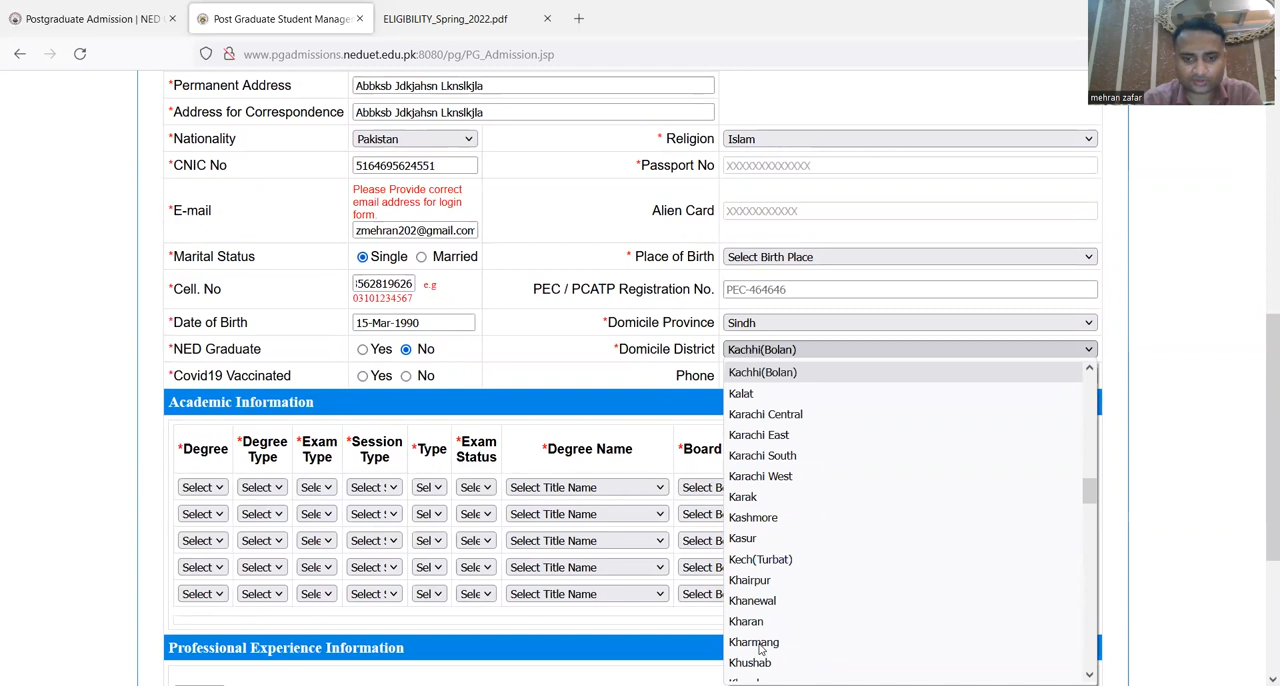 Postgraduate Admission | NED
Post Graduate Student Manage
ELIGIBILITY_Spring_2022.pdf
www.pgadmissions.neduet.edu.pk:8080/pg/PG_Admission.jsp
mehran zafar
*Permanent Address Abbksb Jdkjahsn Lknslkjla
*Address for Correspondence Abbksb Jdkjahsn Lknslkjla
*Nationality Pakistan * Religion Islam
*CNIC No 5164695624551 *Passport No XXXXXXXXXXXXX
Please Provide correct
email address for login
form.
*E-mail Alien Card XXXXXXXXXXX
zmehran202@gmail.com
*Marital Status Single Married * Place of Birth Select Birth Place
*Cell. No 562819626 e.g
03101234567
PEC / PCATP Registration No. PEC-464646
*Date of Birth 15-Mar-1990 *Domicile Province Sindh
*NED Graduate Yes No *Domicile District Kachhi(Bolan)
*Covid19 Vaccinated Yes No Phone
Kachhi(Bolan)
Kalat
Karachi Central
Karachi East
Karachi South
Karachi West
Karak
Kashmore
Kasur
Kech(Turbat)
Khairpur
Khanewal
Kharan
Kharmang
Khushab
Academic Information
*Degree *Degree Type *Exam Type *Session Type *Type *Exam Status *Degree Name *Board
Select Select Sele Select S Sel Sele Select Title Name Select B
Select Select Sele Select S Sel Sele Select Title Name Select B
Select Select Sele Select S Sel Sele Select Title Name Select B
Select Select Sele Select S Sel Sele Select Title Name Select B
Select Select Sele Select S Sel Sele Select Title Name Select B
Professional Experience Information